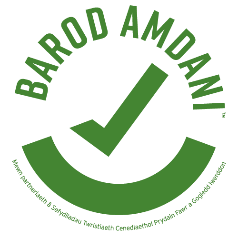 BAROD AMDANI
TM
Mewn partneriaeth â Sefydliadau Twristiaeth Cenedlaethol Prydain Fawr a Gogledd Iwerddon